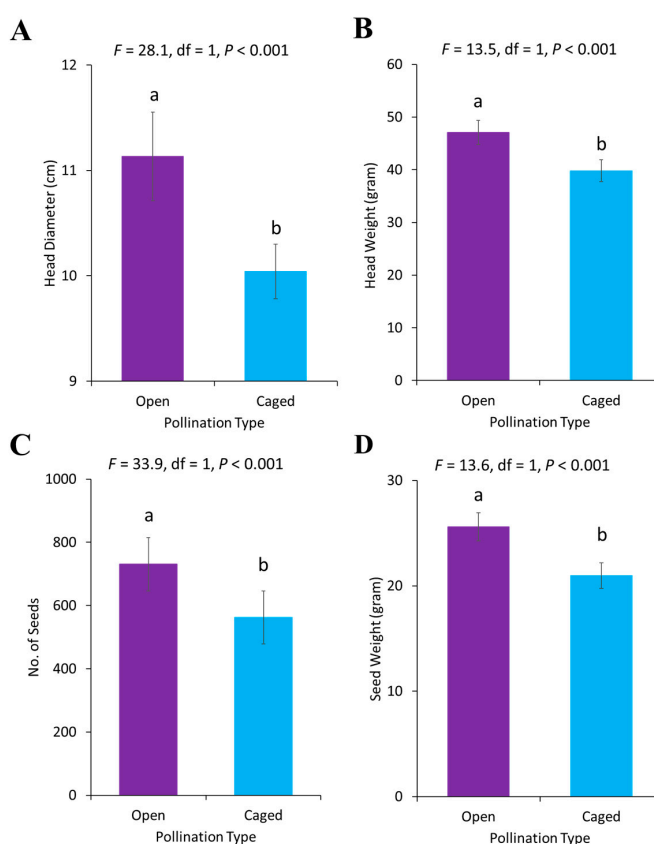 A
F = 28.1, df = 1, P < 0.001
12
11
10
9
Head Diameter (cm)
a
b
Open
Caged
Pollination Type
B
F = 13.5, df = 1, P < 0.001
60
50
40
30
20
10
0
Head Weight (gram)
a
b
Open
Caged
Pollination Type
C
F = 33.9, df = 1, P < 0.001
1000
800
600
400
200
0
No. of Seeds
a
b
Open
Caged
Pollination Type
D
F = 13.6, df = 1, P < 0.001
30
20
10
0
Seed Weight (gram)
a
b
Open
Caged
Pollination Type